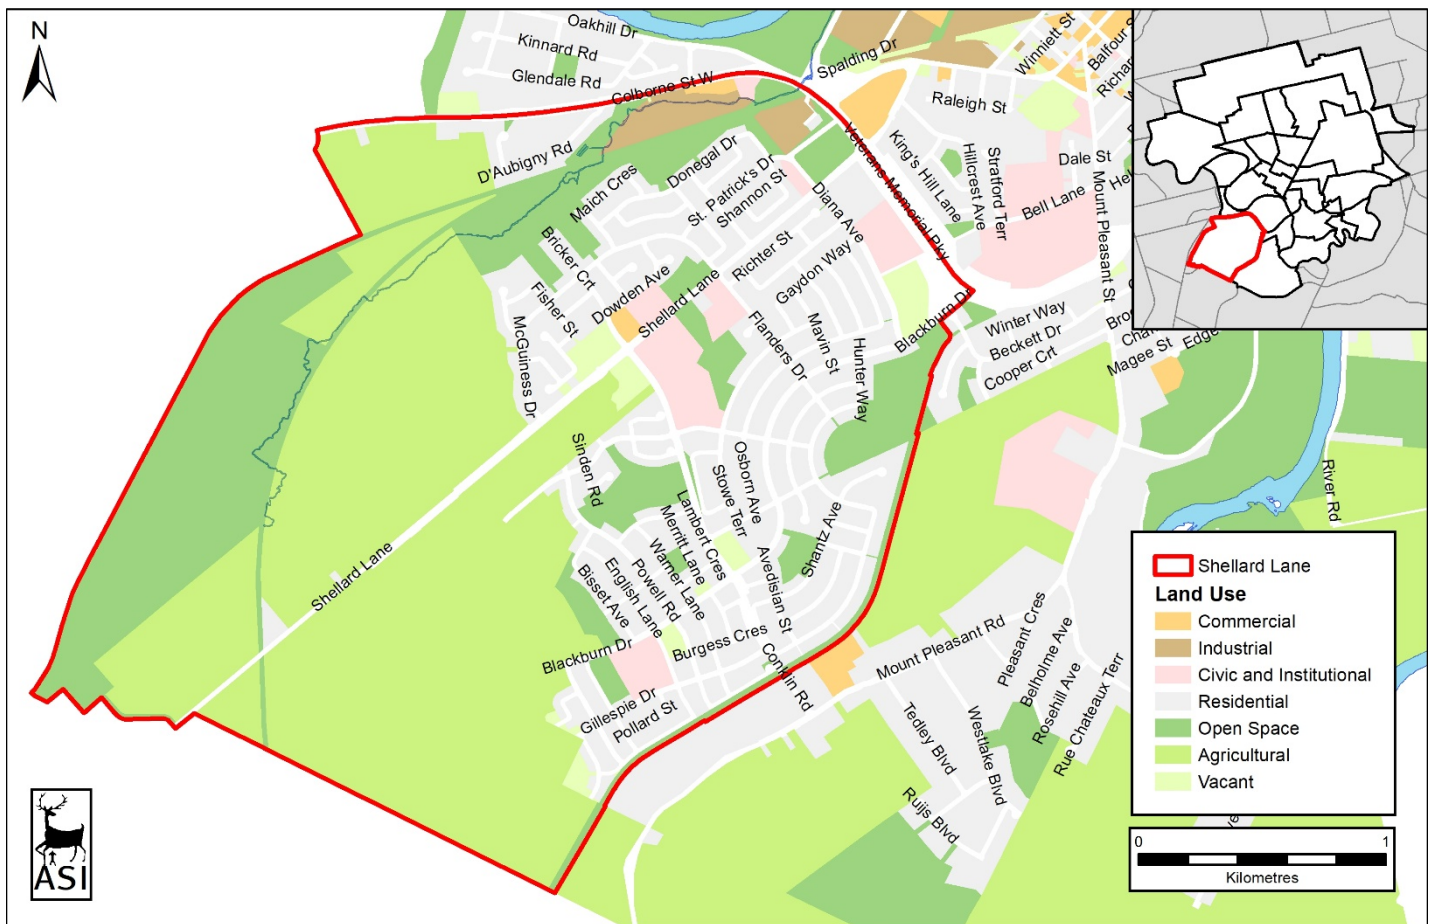 N
Oakhill Dr
Kinnard Rd
Glendale Rd
Colborne St W
Spalding Dr
Winniett St
Balfour S
Richar
W
Raleigh St
D'Aubigny Rd
Donegal Dr
Maich Cres
St. Patrick's Dr
Shannon St
Diana Ave
Veterans Memorial Pky
King's Hill Lane
Hillcrest Ave
Stratford Terr
Dale St
Hel
Bell Lane
Mount Pleasant St
Bricker Crt
Fisher St
Dowden Ave
Shellard Lane
Richter St
Gaydon Way
McGuiness Dr
Flanders Dr
Mavin St
Hunter Way
Blackburn Dr
Winter Way
Beckett Dr
Cooper Crt
Bro
Cha
Magee St
Edge
River Rd
Sinden Rd
Osborn Ave
Stowe Terr
Lambert Cres
Merritt Lane
Warner Lane
Powell Rd
English Lane
Bisset Ave
Avedisian St
Shantz Ave
Shellard Lane
Blackburn Dr
Burgess Cres
Conklin Rd
Gillespie Dr
Pollard St
Mount Pleasant Rd
Pleasant Cres
Belholme Ave
Rosehill Ave
Rue Chateaux Terr
Tedley Blvd
Westlake Blvd
Ruijs Blvd
Shellard Lane
Land Use
Commercial
Industrial
Civic and Institutional
Residential
Open Space
Agricultural
Vacant
0 1
Kilometres
ASI